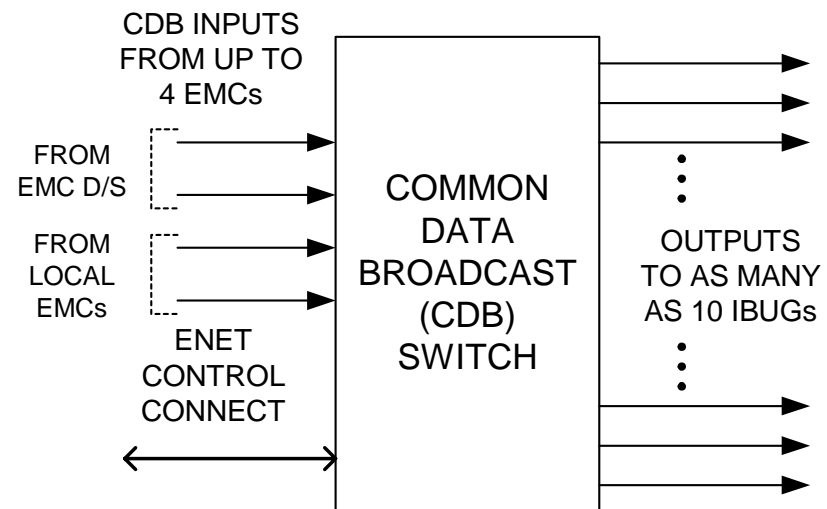 CDB INPUTS
FROM UP TO
4 EMCs
FROM
EMC D/S
FROM
LOCAL
EMCs
ENET
CONTROL
CONNECT
COMMON
DATA
BROADCAST
(CDB)
SWITCH
OUTPUTS
TO AS MANY
AS 10 IBUGs